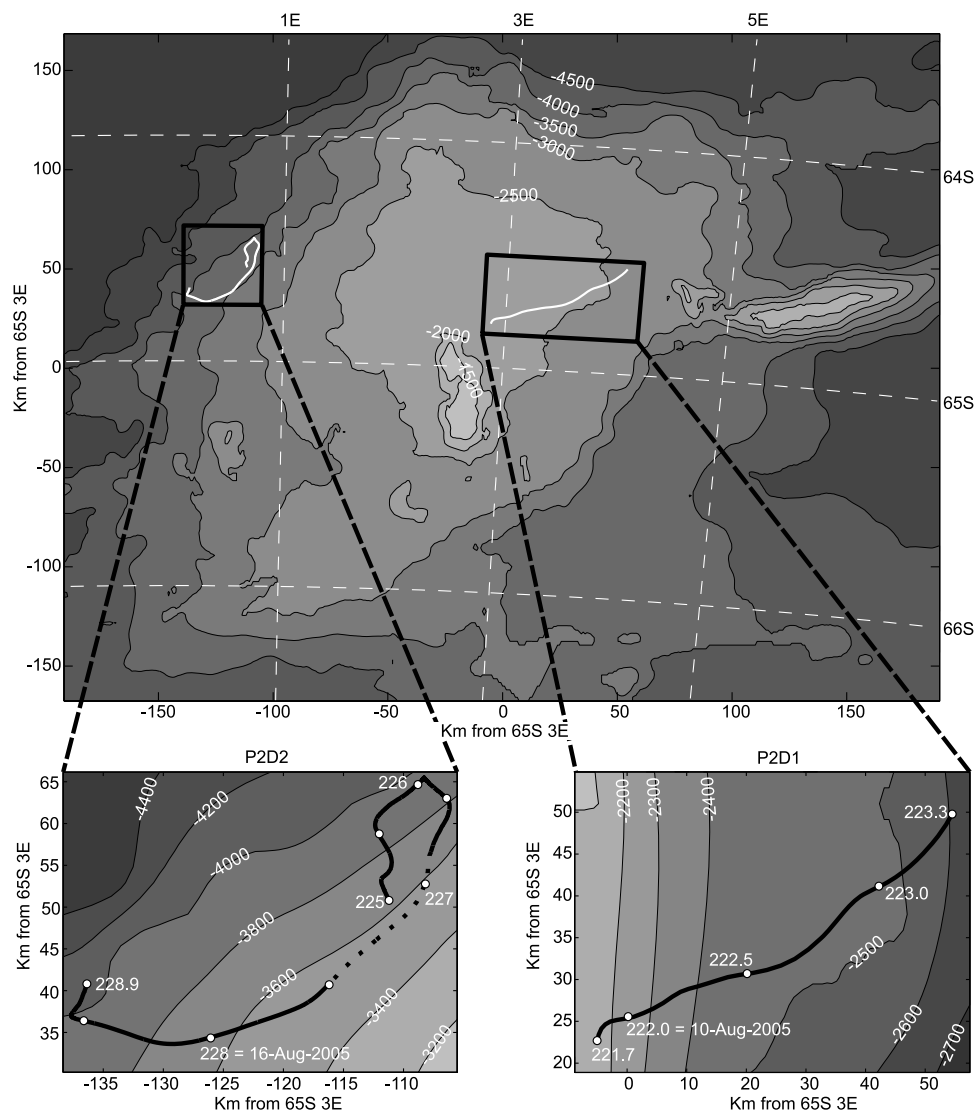 1E 3E 5E
150
100
50
0
-50
-100
-150
Km from 65S 3E
-4500
-4000
-3500
-3000
-2500
-2000
-1500
64S
65S
66S
-150 -100 -50 0 50 100 150
Km from 65S 3E
P2D2
65
60
55
50
45
40
35
Km from 65S 3E
-4400
-4200
-4000
-3800
-3600
-3400
-3200
226
225
227
228.9
228 = 16-Aug-2005
-135 -130 -125 -120 -115 -110
Km from 65S 3E
P2D1
50
45
40
35
30
25
20
Km from 65S 3E
-2200
-2300
-2400
-2500
-2600
-2700
223.3
223.0
222.5
222.0 = 10-Aug-2005
221.7
0 10 20 30 40 50
Km from 65S 3E